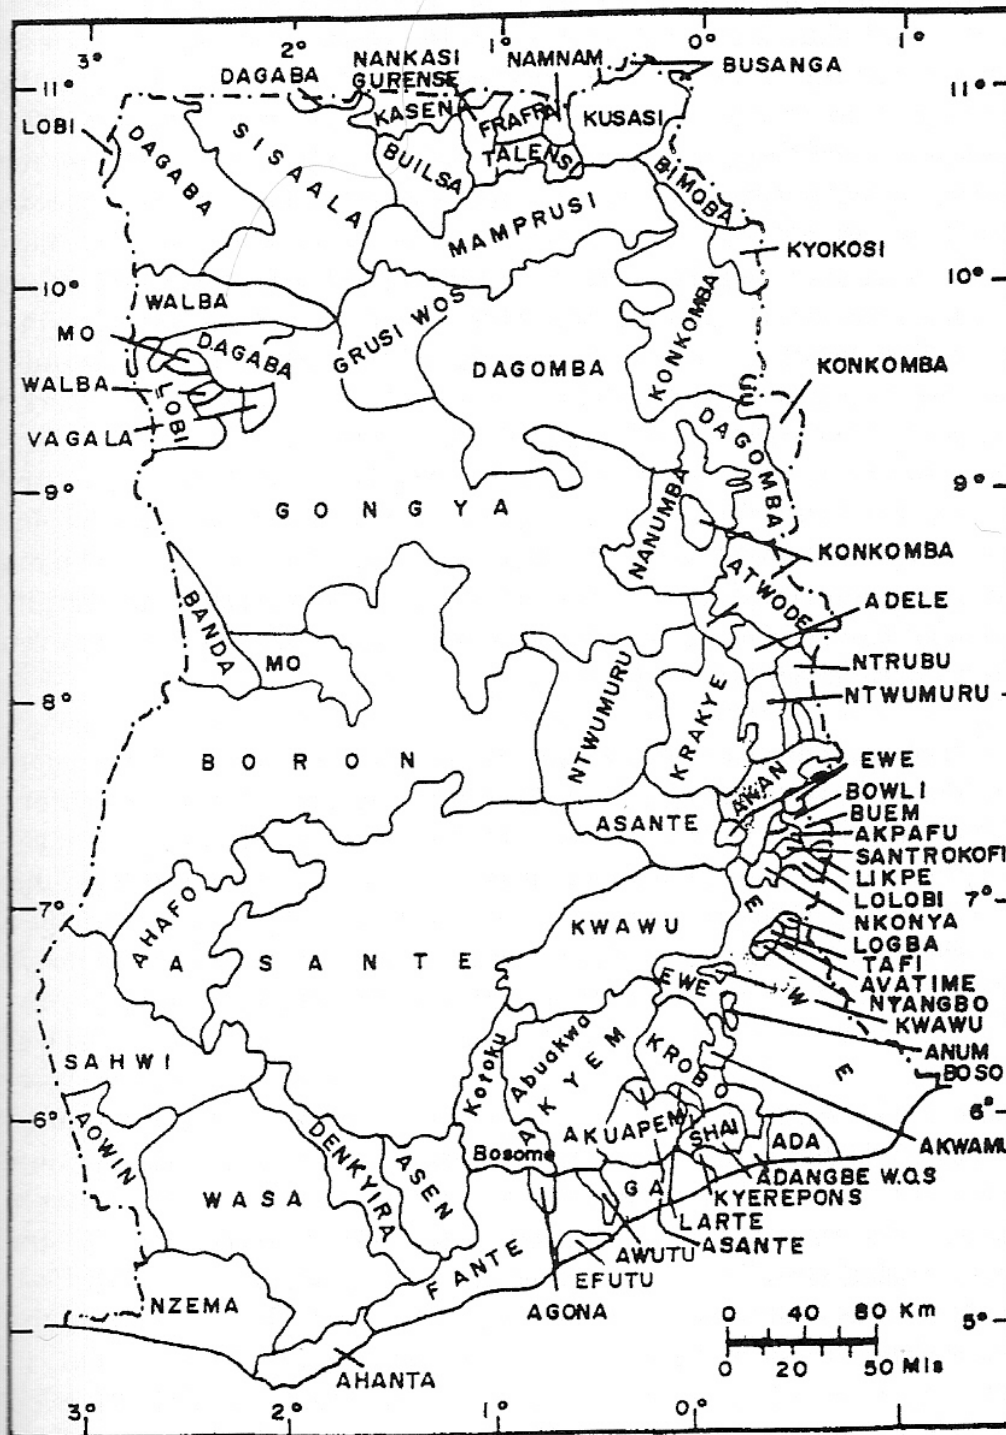 3° 2° 1° 0° 1°
NANKASI NAMNAM BUSANGA
DAGABA GURENSE
11° KASENA FRAFRA KUSASI 11°
LOBI DAGABA SISAALA BUILSA TALENSI
BIMOBA
MAMPRUSI
KYOKOSI
10° 10°
WALBA KONKOMBA
GRUSI WOS
MO DAGABA
DAGOMBA KONKOMBA
WALBA
LOBI
VAGALA DAGOMBA
9° GONGYA NANUMBA 9°
KONKOMBA
ATWODE
ADELE
BANDA
MO NTRUBU
8° NTWUMURU KRAKYE NTWUMURU
BORON
EWE
AKAN
BOWLI
ASANTE BUEM
AKPAFU
SANTROKOFI
LIKPE
7° LOLOBI 7°
AHAFO KWAWU NKONYA
ASANTE LOGBA
TAFI
EWE AVATIME
NYANGBO
EWE
KWAWU
Abuakwa
AKYEM
Kotoku KROBO ANUM
SAHWI BOSO
6° 6°
AOWIN DENKYIRA ASEN AKUAPEM SHAI ADA AKWAMU
Bosome
WASA GA ADANGBE W.O.S
KYEREPONS
LARTE
FANTE AWUTU ASANTE
EFUTU
NZEMA AGONA
0 40 80 Km
5°
0 20 50 Mls
AHANTA
3° 2° 1° 0°